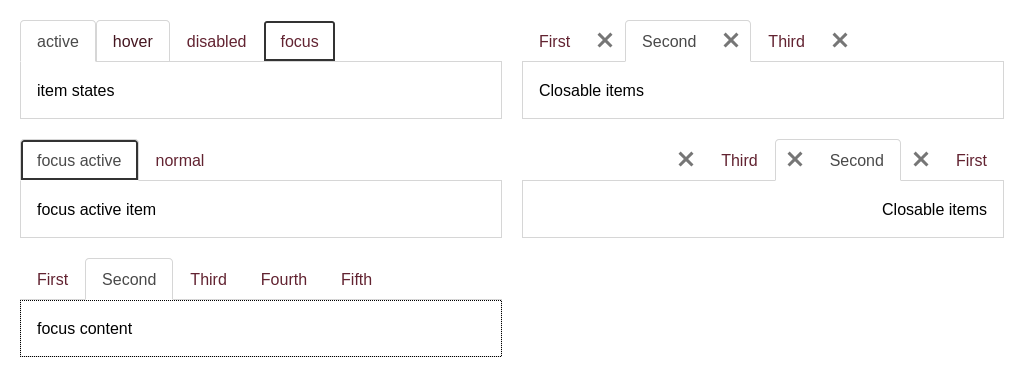 active hover disabled focus
item states
First ✕ Second ✕ Third ✕
Closable items
focus active normal
focus active item
✕ Third ✕ Second ✕ First
Closable items
First Second Third Fourth Fifth
focus content